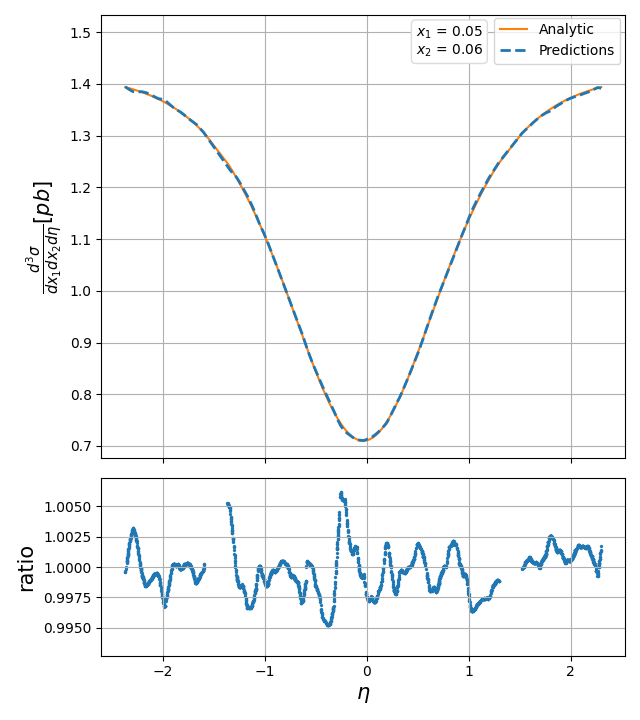 x₁ = 0.05
x₂ = 0.06
Analytic
Predictions
1.5
1.4
1.3
1.2
1.1
1.0
0.9
0.8
0.7
d³σ/dx₁dx₂dη [pb]
1.0050
1.0025
1.0000
0.9975
0.9950
ratio
−2 −1 0 1 2
η